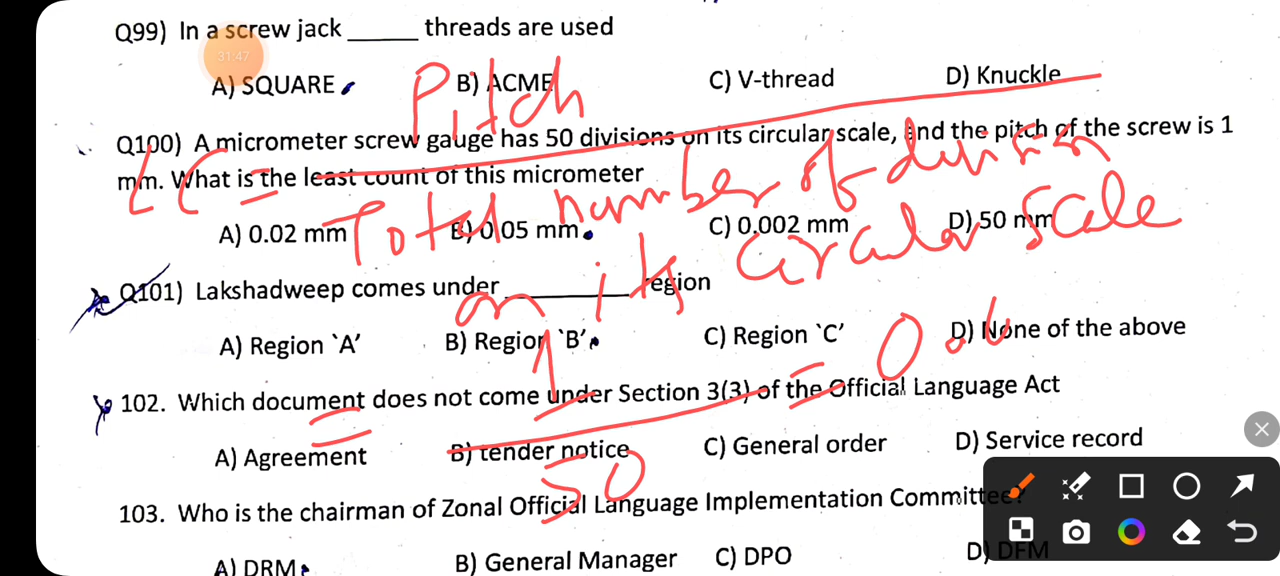 Q99) In a screw jack ______ threads are used
31:47
A) SQUARE
B) ACME
C) V-thread
D) Knuckle
Pitch
Q100) A micrometer screw gauge has 50 divisions on its circular scale, and the pitch of the screw is 1
mm. What is the least count of this micrometer
LC =
Total number of division
A) 0.02 mm
B) 0.05 mm
C) 0.002 mm
D) 50 mm
on its circular scale
Q101) Lakshadweep comes under __________ region
A) Region `A’
B) Region `B’
C) Region `C’
D) None of the above
= 1 = 0.0
50
102. Which document does not come under Section 3(3) of the Official Language Act
A) Agreement
B) tender notice
C) General order
D) Service record
103. Who is the chairman of Zonal Official Language Implementation Committee?
A) DRM
B) General Manager
C) DPO
D) DFM